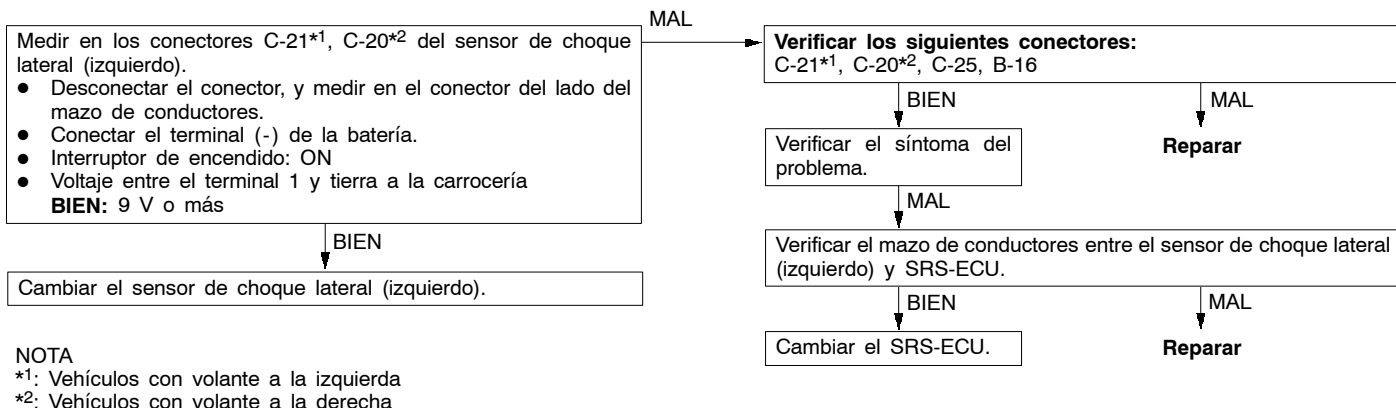 Medir en los conectores C-21*1, C-20*2 del sensor de choque
lateral (izquierdo).
● Desconectar el conector, y medir en el conector del lado del
mazo de conductores.
● Conectar el terminal (-) de la batería.
● Interruptor de encendido: ON
● Voltaje entre el terminal 1 y tierra a la carrocería
BIEN: 9 V o más
MAL
BIEN
Cambiar el sensor de choque lateral (izquierdo).
Verificar los siguientes conectores:
C-21*1, C-20*2, C-25, B-16
BIEN
MAL
Verificar el síntoma del
problema.
Reparar
MAL
Verificar el mazo de conductores entre el sensor de choque lateral
(izquierdo) y SRS-ECU.
BIEN
MAL
Cambiar el SRS-ECU.
Reparar
NOTA
*1: Vehículos con volante a la izquierda
*2: Vehículos con volante a la derecha